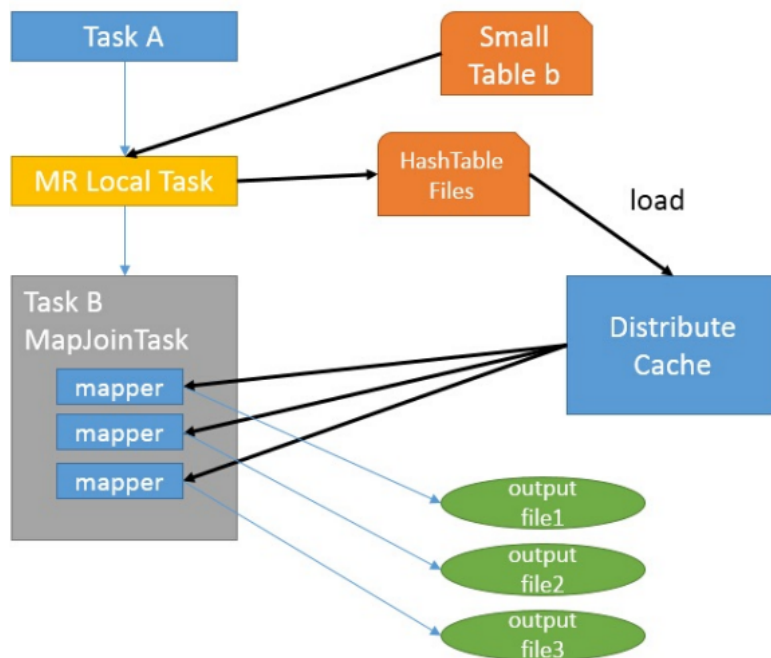 Task A
Small
Table b
MR Local Task
HashTable
Files
load
Task B
MapJoinTask
Distribute
Cache
mapper
mapper
mapper
output
file1
output
file2
output
file3